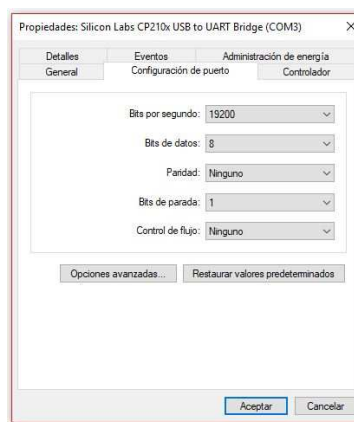 Propiedades: Silicon Labs CP210x USB to UART Bridge (COM3)
Detalles Eventos Administración de energía
General Configuración de puerto Controlador
Bits por segundo: 19200
Bits de datos: 8
Paridad: Ninguno
Bits de parada: 1
Control de flujo: Ninguno
Opciones avanzadas... Restaurar valores predeterminados
Aceptar Cancelar